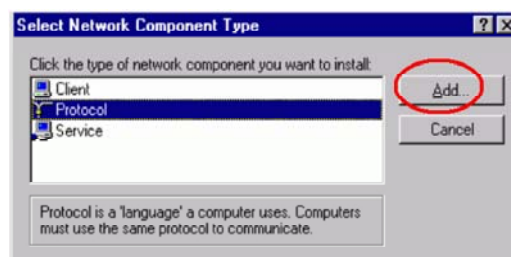 Select Network Component Type
Click the type of network component you want to install:
Client
Add...
Protocol
Service
Cancel
Protocol is a 'language' a computer uses. Computers
must use the same protocol to communicate.